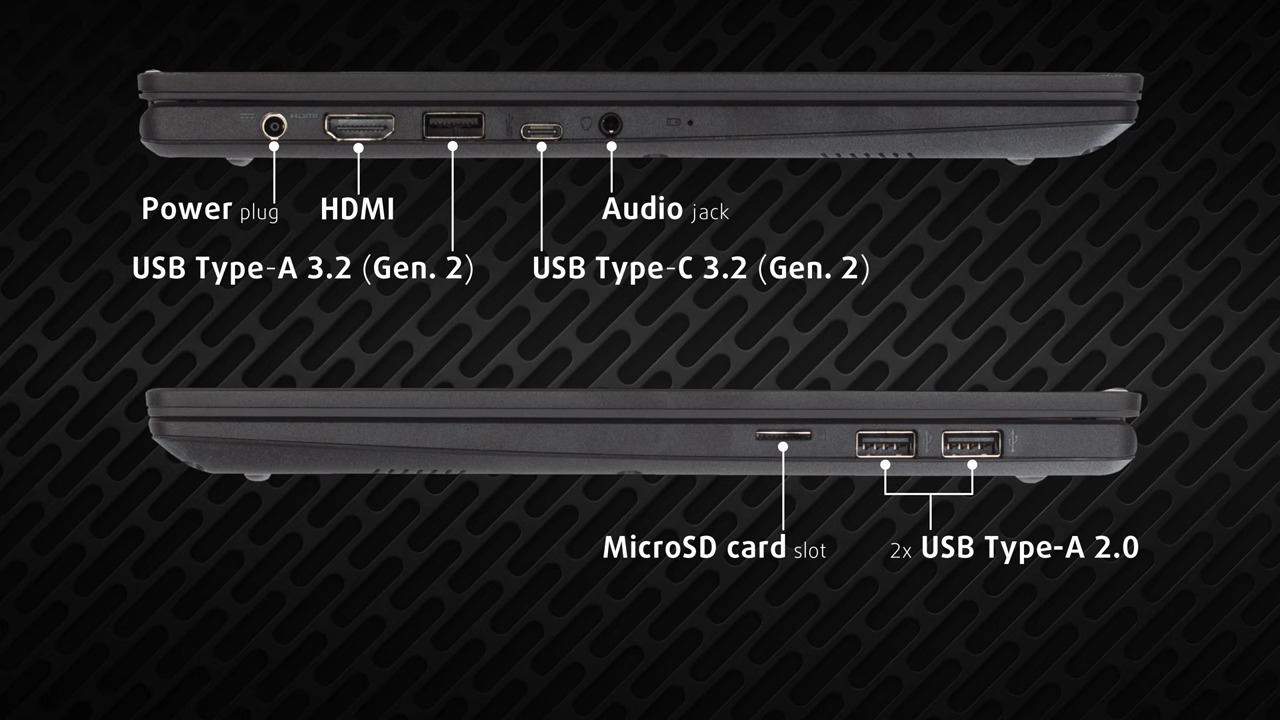 Power plug
HDMI
Audio jack
USB Type-A 3.2 (Gen. 2)
USB Type-C 3.2 (Gen. 2)
MicroSD card slot
2x USB Type-A 2.0